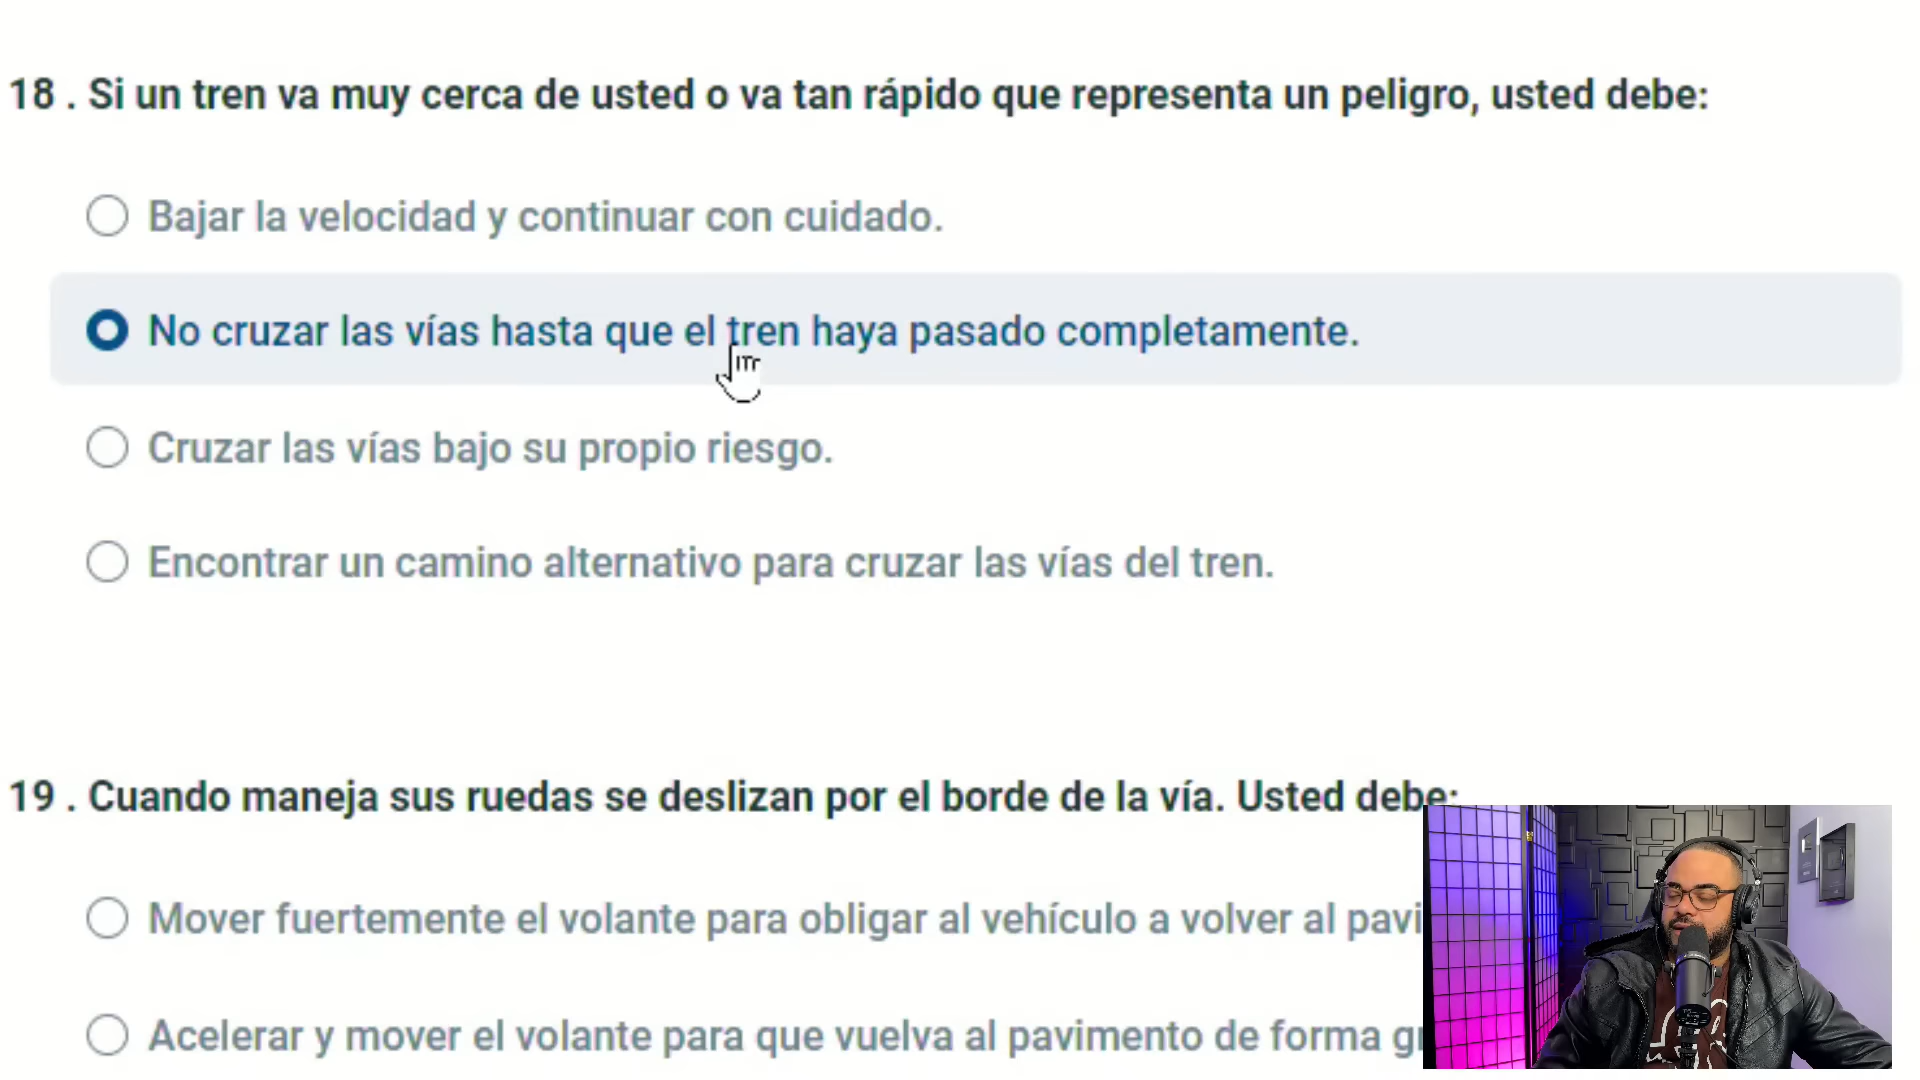 18 . Si un tren va muy cerca de usted o va tan rápido que representa un peligro, usted debe:
Bajar la velocidad y continuar con cuidado.
No cruzar las vías hasta que el tren haya pasado completamente.
Cruzar las vías bajo su propio riesgo.
Encontrar un camino alternativo para cruzar las vías del tren.
19 . Cuando maneja sus ruedas se deslizan por el borde de la vía. Usted debe:
Mover fuertemente el volante para obligar al vehículo a volver al pavi
Acelerar y mover el volante para que vuelva al pavimento de forma